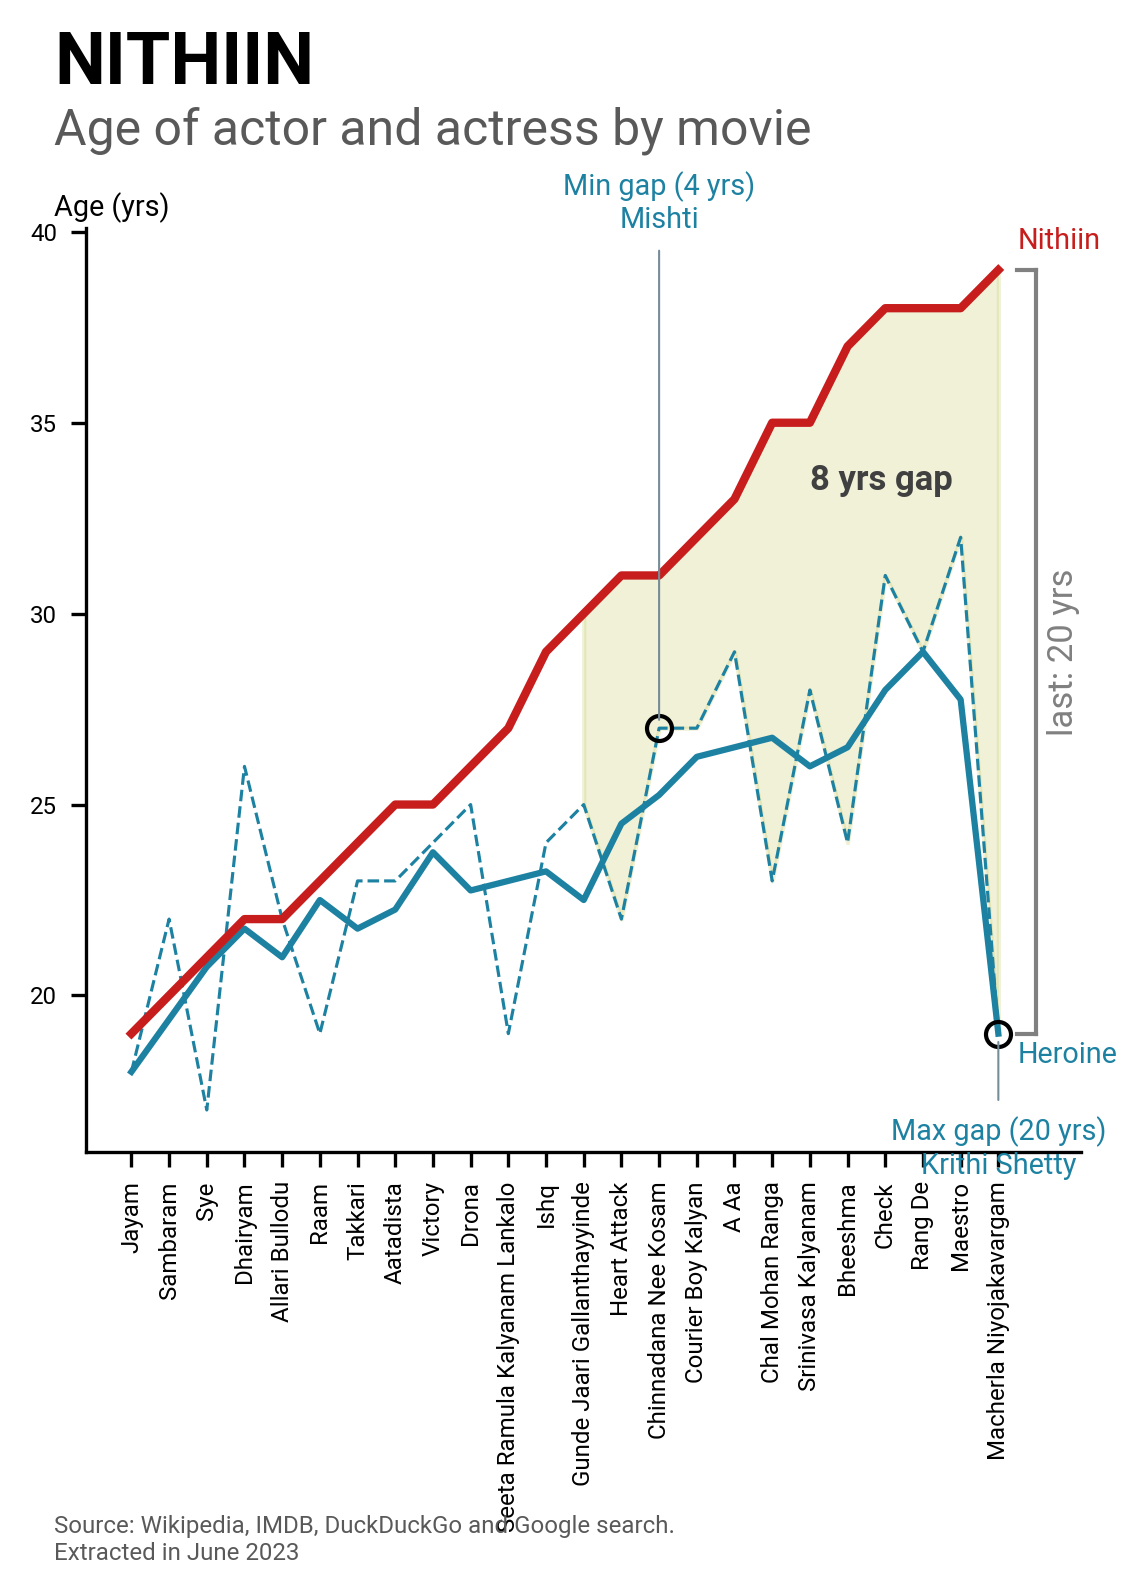 NITHIIN
Age of actor and actress by movie
Min gap (4 yrs)
Mishti
Age (yrs)
40
35
30
25
20
Nithiin
8 yrs gap
last: 20 yrs
Heroine
Max gap (20 yrs)
Krithi Shetty
Jayam
Sambaram
Sye
Dhairyam
Allari Bullodu
Raam
Takkari
Aatadista
Victory
Drona
Seeta Ramula Kalyanam Lankalo
Ishq
Gunde Jaari Gallanthayyinde
Heart Attack
Chinnadana Nee Kosam
Courier Boy Kalyan
A Aa
Chal Mohan Ranga
Srinivasa Kalyanam
Bheeshma
Check
Rang De
Maestro
Macherla Niyojakavargam
Source: Wikipedia, IMDB, DuckDuckGo and Google search.
Extracted in June 2023